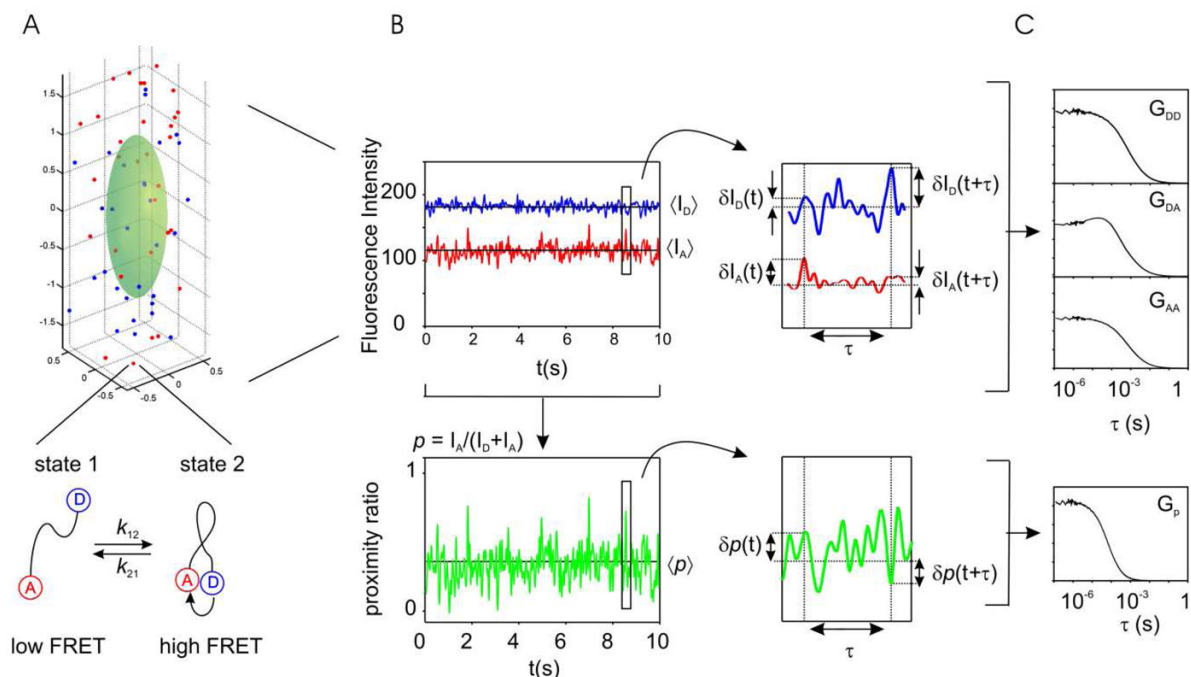 A
1.5
1
0.5
0
-0.5
-1
-1.5
0.5
0
-0.5
-0.5
0
0.5
state 1
state 2
D
A
k12
k21
A
D
low FRET
high FRET
B
Fluorescence Intensity
200
100
0
⟨ID⟩
⟨IA⟩
0 2 4 6 8 10
t(s)
δID(t)
δIA(t)
δID(t+τ)
δIA(t+τ)
τ
p = IA/(ID+IA)
proximity ratio
1
0
⟨p⟩
0 2 4 6 8 10
t(s)
δp(t)
δp(t+τ)
τ
C
GDD
GDA
GAA
10-6 10-3 1
τ (s)
Gp
10-6 10-3 1
τ (s)